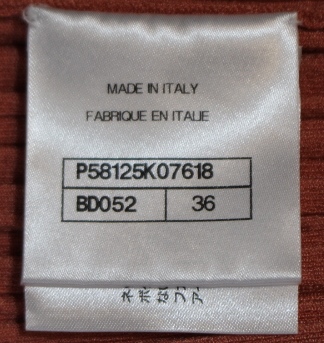 MADE IN ITALY
FABRIQUE EN ITALIE
P58125K07618
BD052 36